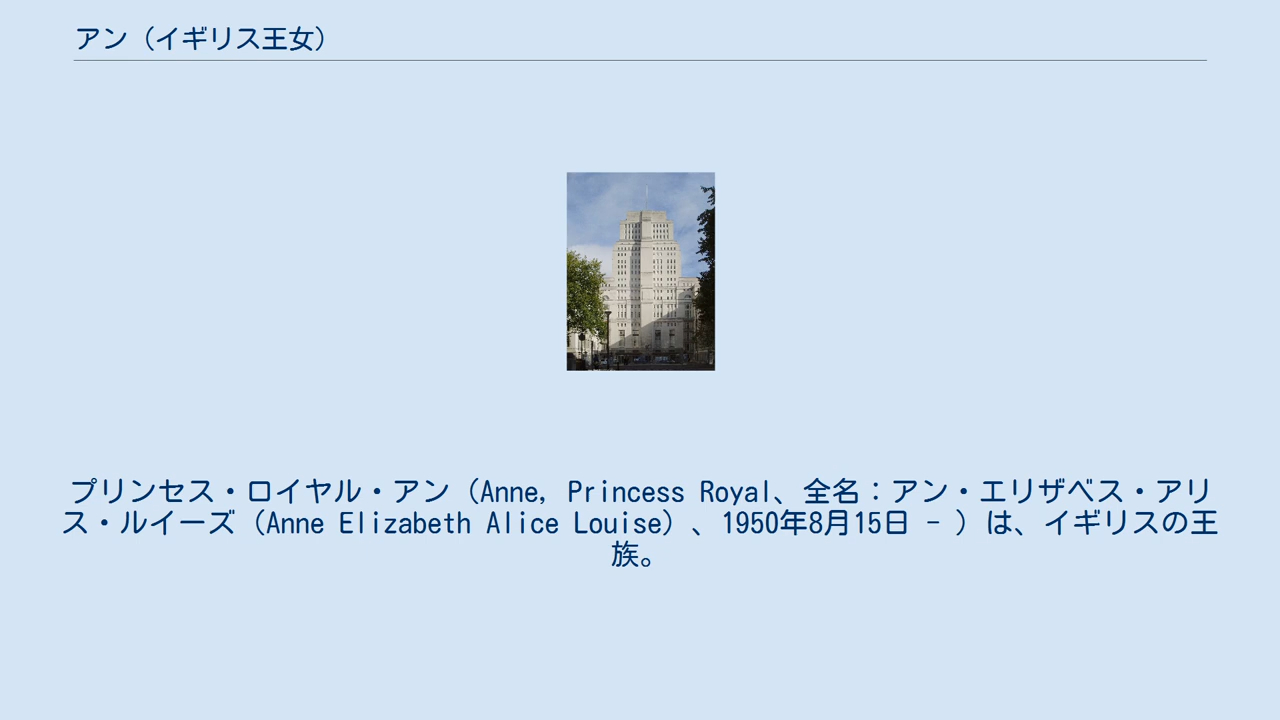 アン（イギリス王女）
プリンセス・ロイヤル・アン（Anne, Princess Royal、全名：アン・エリザベス・アリ
ス・ルイーズ（Anne Elizabeth Alice Louise）、1950年8月15日 - ）は、イギリスの王
族。